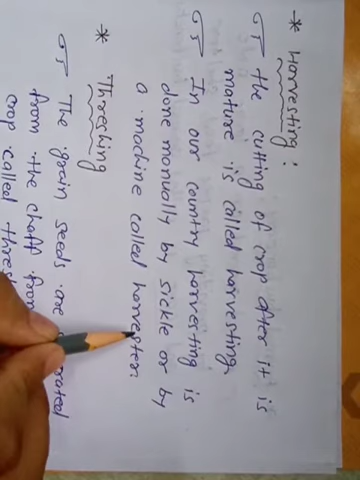 * Harvesting :
⇒ the cutting of crop after it is
mature is called harvesting.
⇒ In our country harvesting is
done manually by sickle or by
a machine called harvester.
* Threshing
⇒ The grain seeds are
from the chaff from
crop called